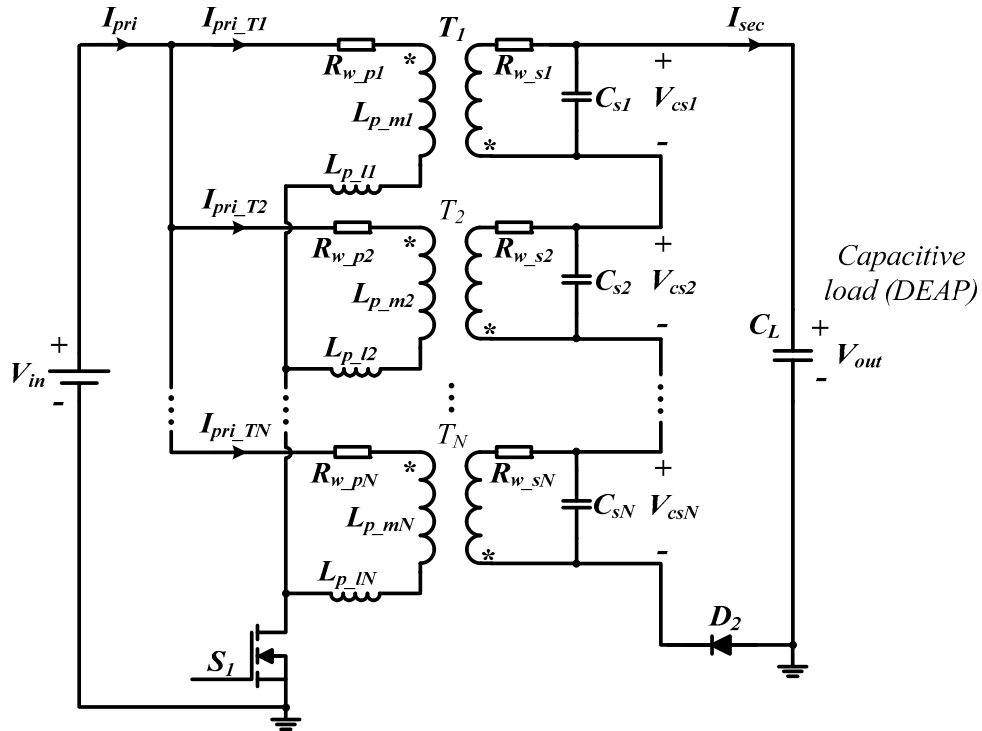 I_pri
I_pri_T1
T_1
I_sec
R_w_p1
*
R_w_s1
+
L_p_m1
C_s1
V_cs1
*
-
L_p_l1
I_pri_T2
T_2
R_w_p2
*
R_w_s2
+
L_p_m2
C_s2
V_cs2
Capacitive
load (DEAP)
*
-
L_p_l2
C_L
+
V_out
-
+
V_in
-
I_pri_TN
T_N
R_w_pN
*
R_w_sN
+
L_p_mN
C_sN
V_csN
*
-
L_p_lN
D_2
S_1